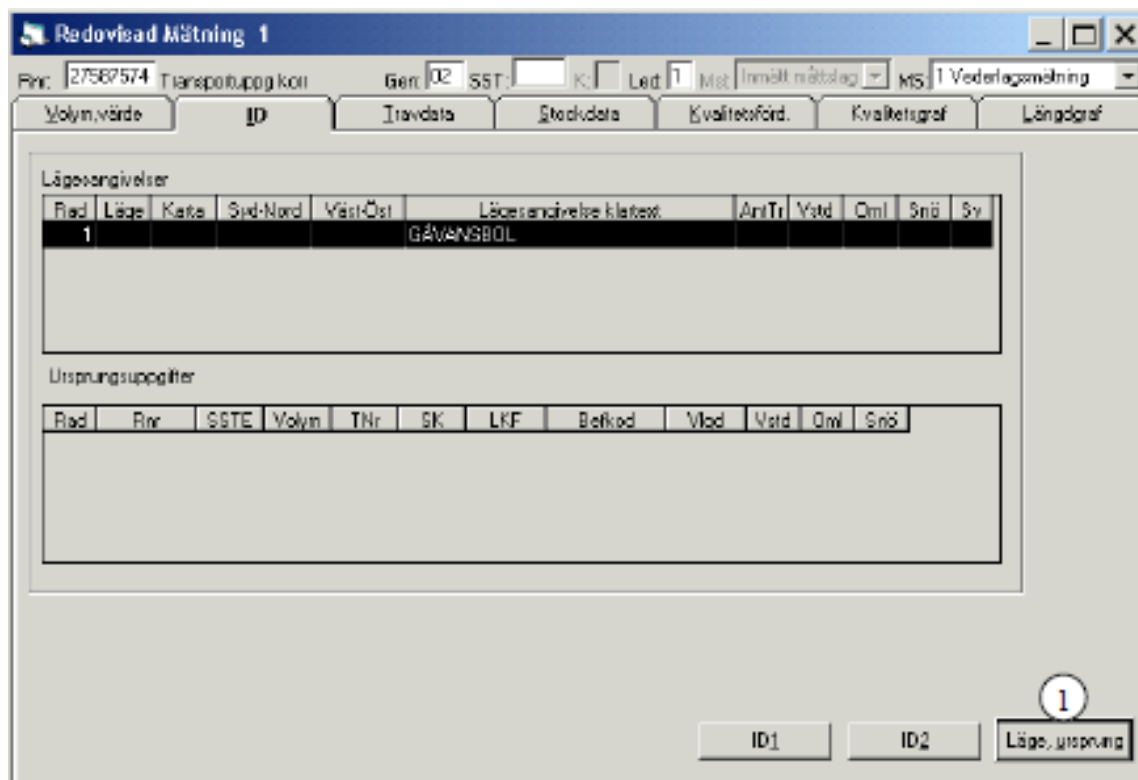 Redovisad Mätning 1
Rnr: 27587574 Transportuppg koll Gen: 02 SST: K: Led: 1 Mst Inmätt måttslag MS: 1 Vederlagsmätning
Volym,värde ID Travdata Stockdata Kvalitetsförd. Kvalitetsgraf Längdgraf
Lägesangivelser
Rad Läge Karta Syd-Nord Väst-Öst Lägesangivelse klartext AntTr Vstd Oml Snö Sv
1 GÅVANSBOL
Ursprungsuppgifter
Rad Rnr SSTE Volym TNr SK LKF Befkod Vlgd Vstd Oml Snö
1
ID1 ID2 Läge, ursprung